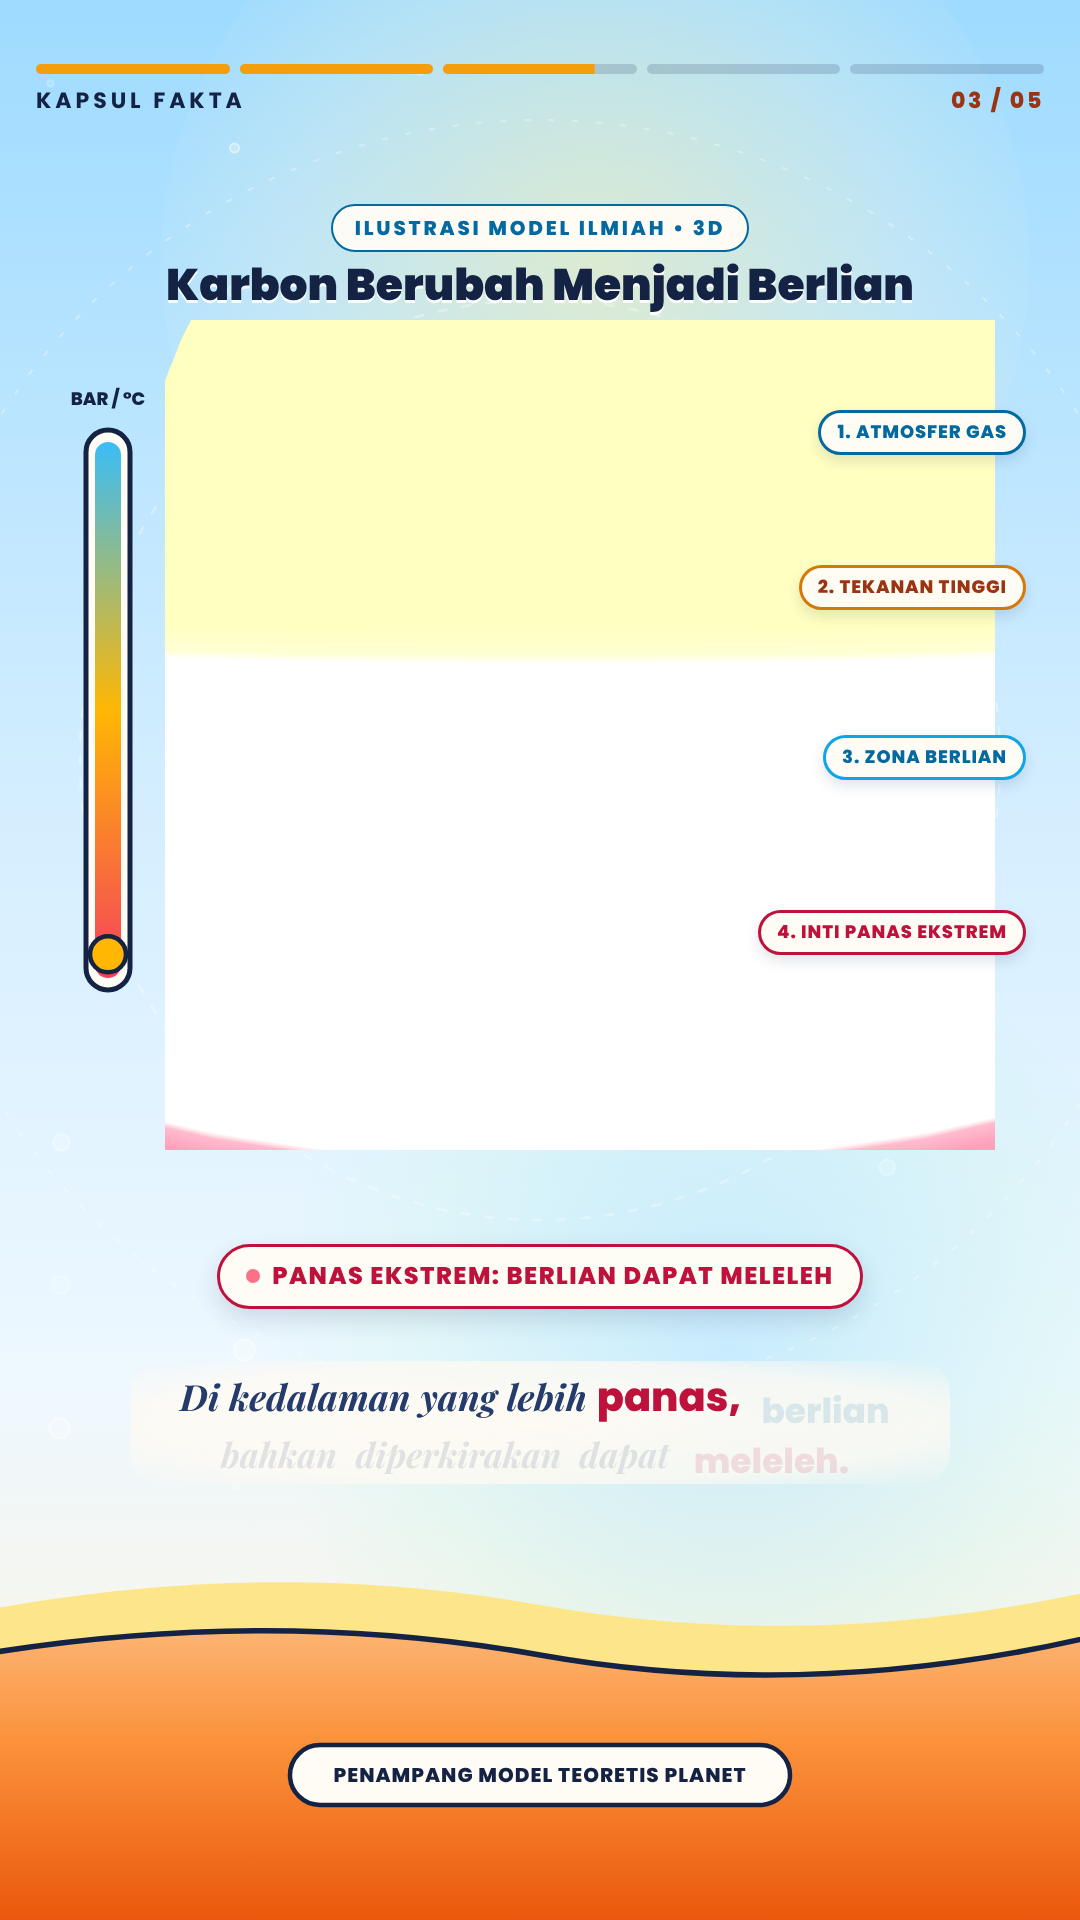 KAPSUL FAKTA
03 / 05
ILUSTRASI MODEL ILMIAH • 3D
Karbon Berubah Menjadi Berlian
BAR / °C
1. ATMOSFER GAS
2. TEKANAN TINGGI
3. ZONA BERLIAN
4. INTI PANAS EKSTREM
PANAS EKSTREM: BERLIAN DAPAT MELELEH
Di kedalaman yang lebih panas, berlian
bahkan diperkirakan dapat meleleh.
PENAMPANG MODEL TEORETIS PLANET